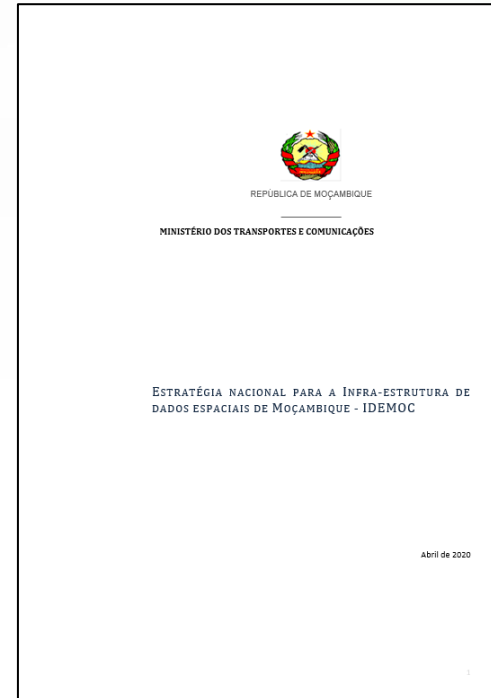 REPÚBLICA DE MOÇAMBIQUE
MINISTÉRIO DOS TRANSPORTES E COMUNICAÇÕES
ESTRATÉGIA NACIONAL PARA A INFRA-ESTRUTURA DE
DADOS ESPACIAIS DE MOÇAMBIQUE - IDEMOC
Abril de 2020
1